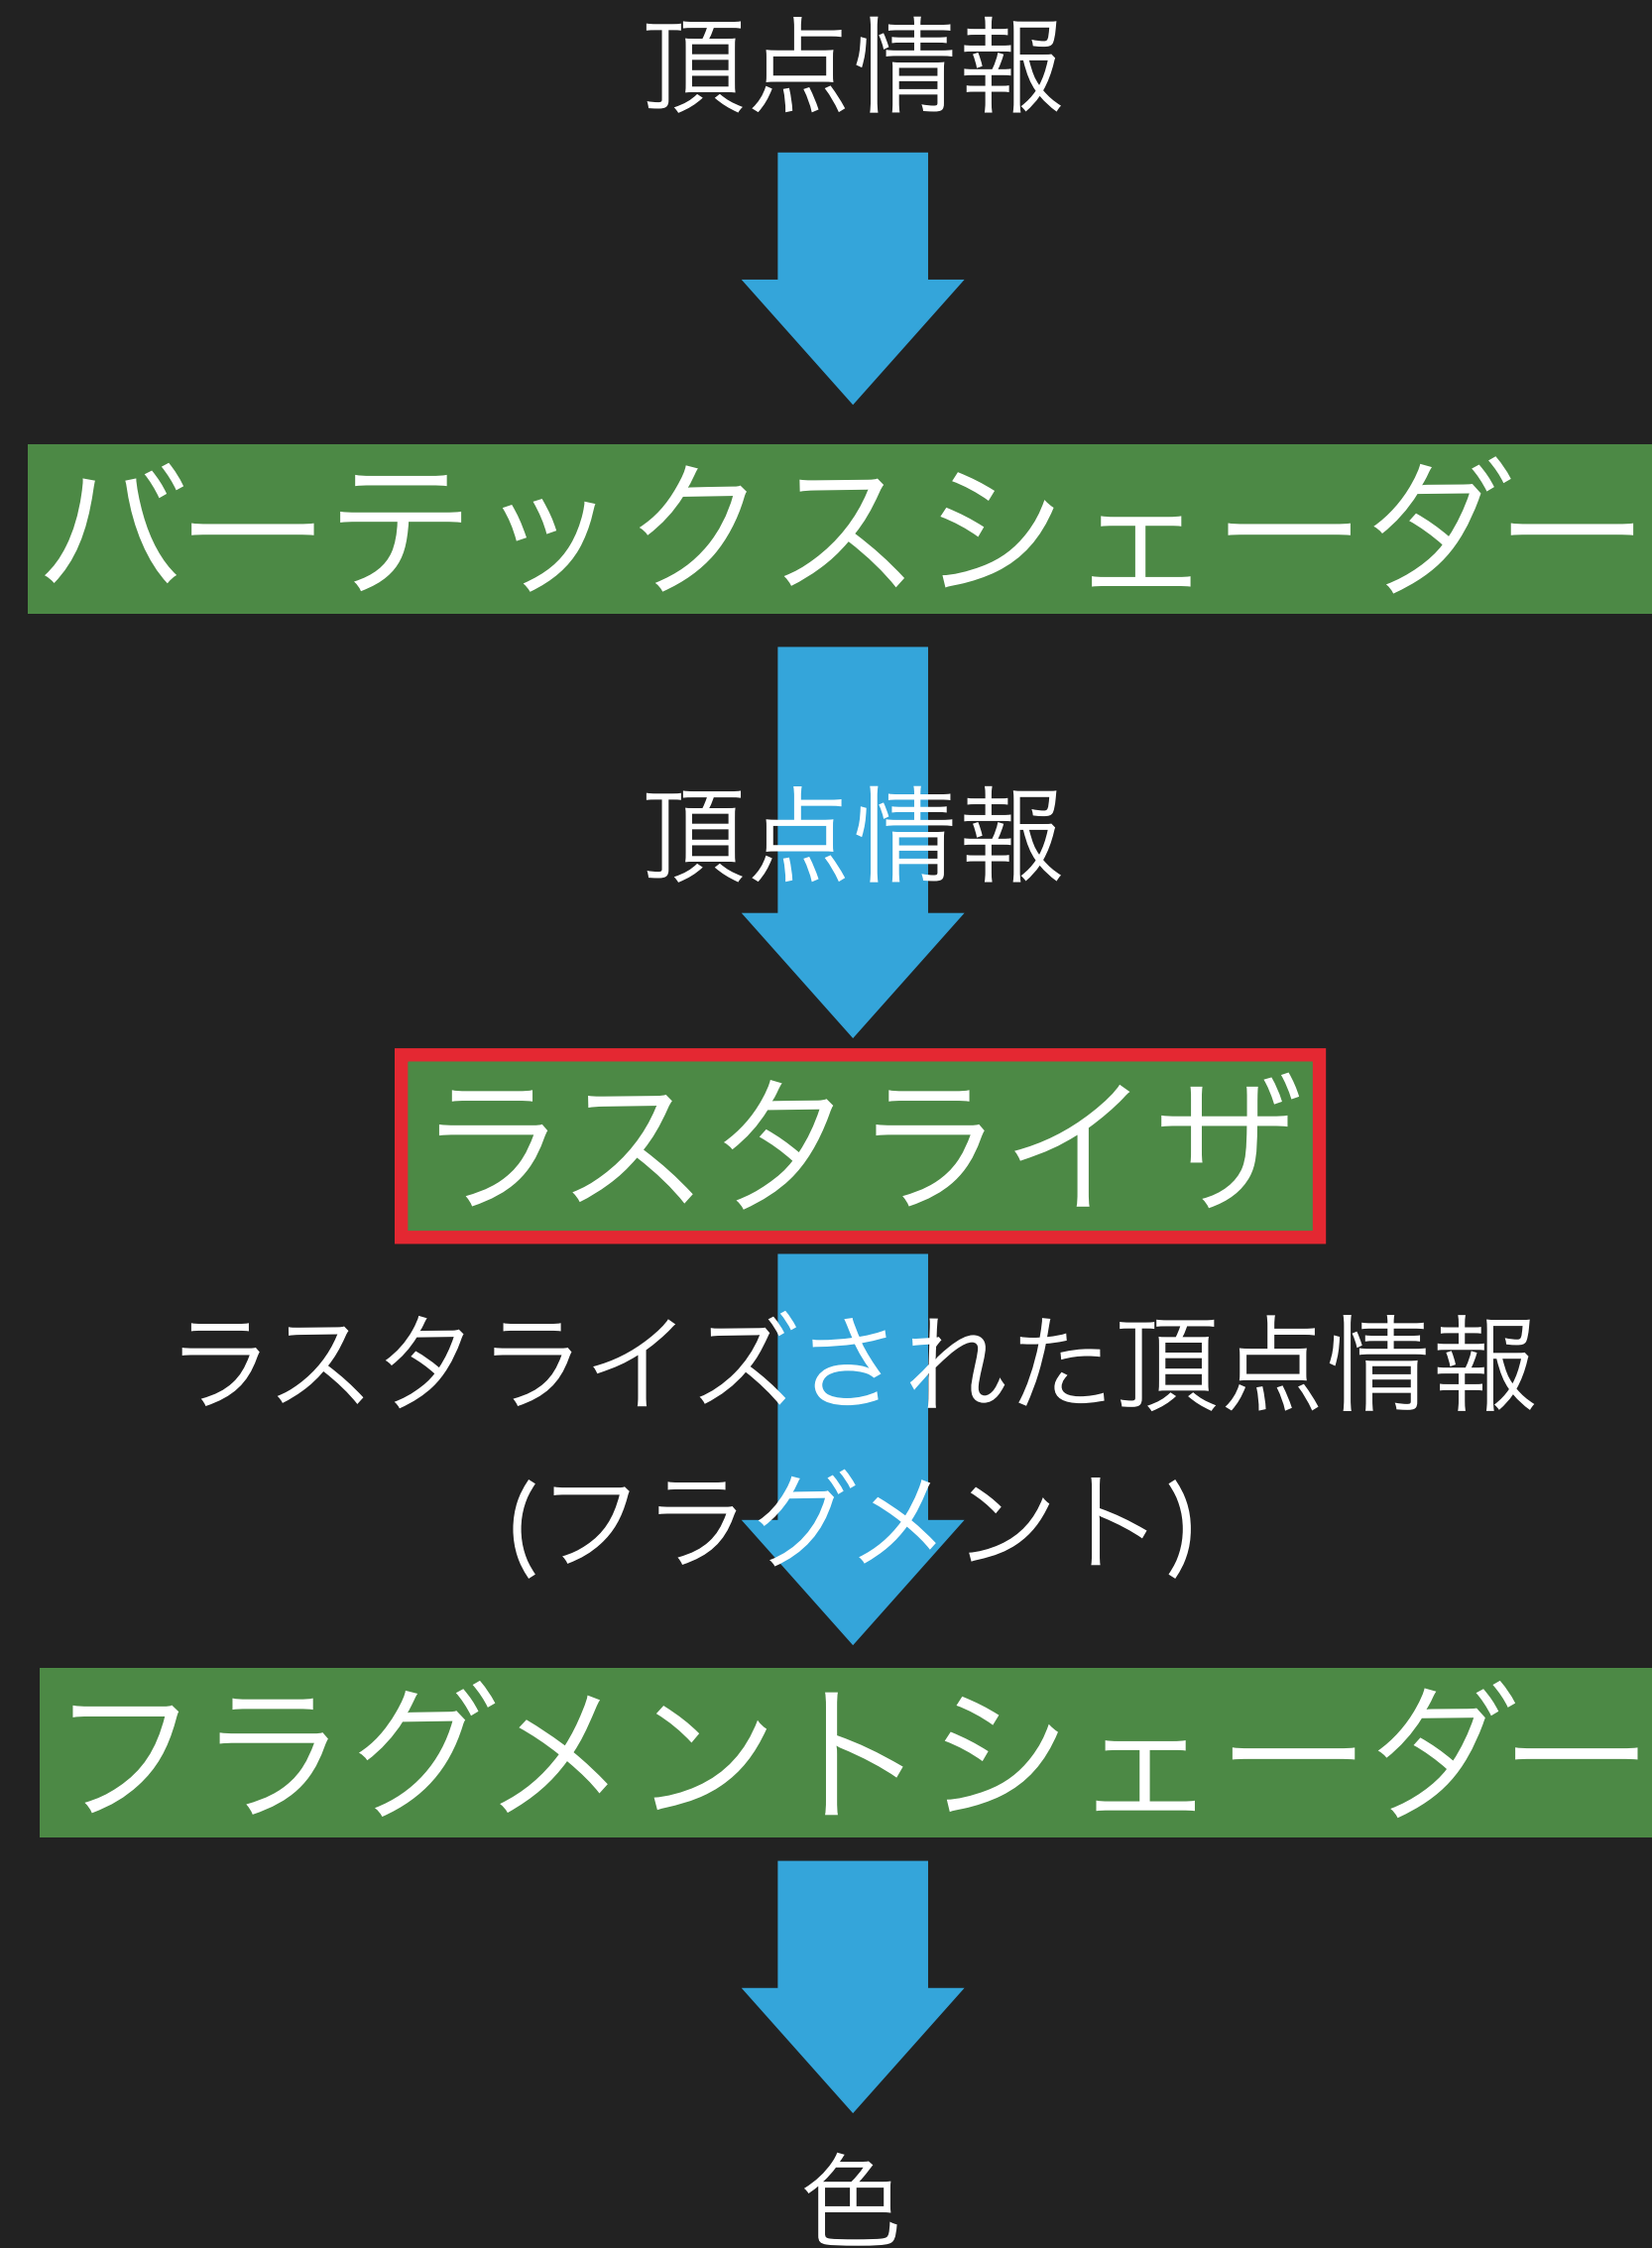 頂点情報
バーテックスシェーダー
頂点情報
ラスタライザ
ラスタライズされた頂点情報
(フラグメント)
フラグメントシェーダー
色